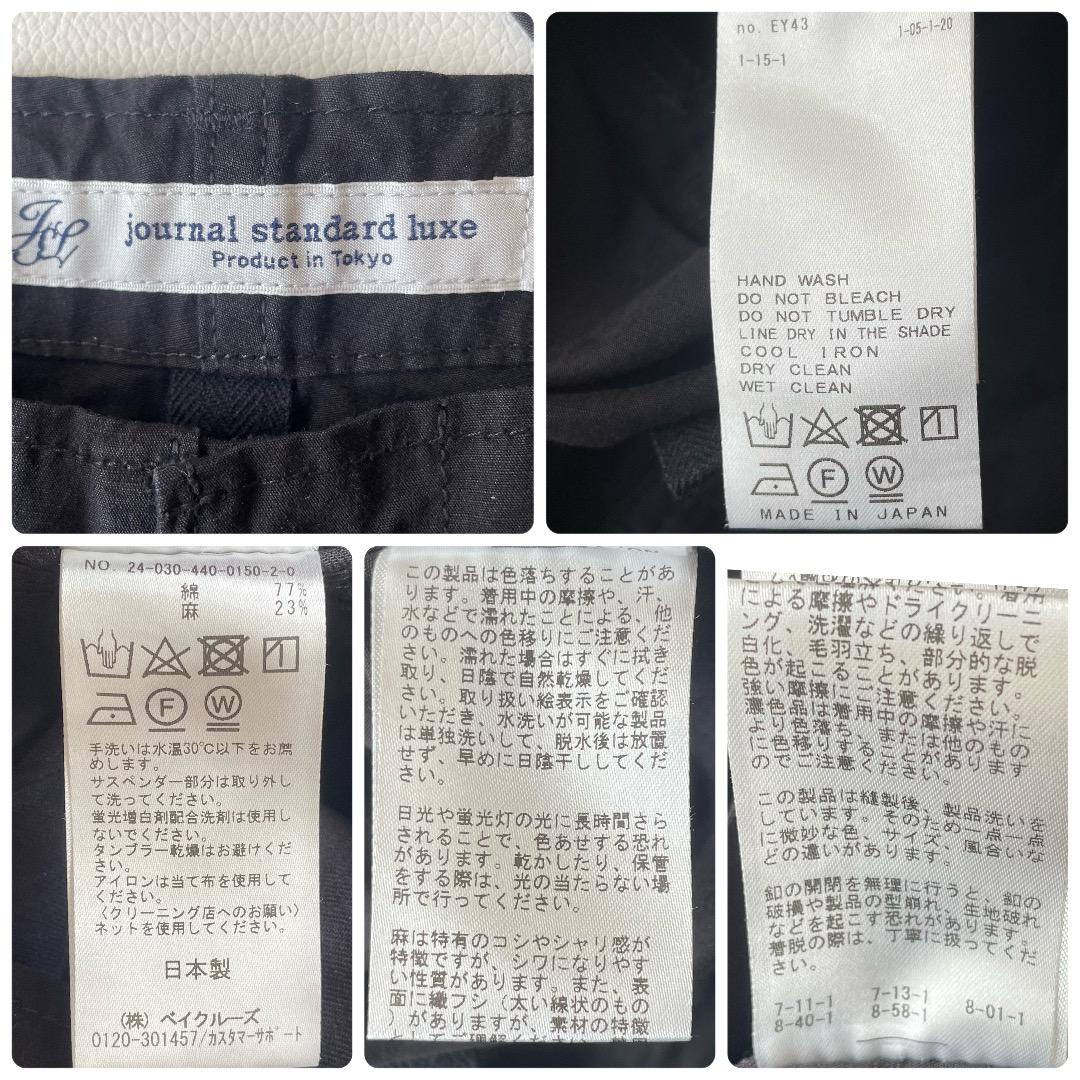 JSL
journal standard luxe
Product in Tokyo
no. EY43
1-05-1-20
1-15-1
HAND WASH
DO NOT BLEACH
DO NOT TUMBLE DRY
LINE DRY IN THE SHADE
COOL IRON
DRY CLEAN
WET CLEAN
F W
MADE IN JAPAN
NO. 24-030-440-0150-2-0
綿 77%
麻 23%
F W
手洗いは水温30℃以下をお薦
めします。
サスペンダー部分は取り外し
て洗ってください。
蛍光増白剤配合洗剤は使用し
ないでください。
タンブラー乾燥はお避けくだ
さい。
アイロンは当て布を使用して
ください。
〈クリーニング店へのお願い〉
ネットを使用してください。
日本製
(株) ベイクルーズ
0120-301457/カスタマーサポート
この製品は色落ちすることがあ
ります。着用中の摩擦や、汗、
水などで濡れたことによる、他
のものへの色移りにご注意くだ
さい。濡れた場合はすぐに拭き
取り、日陰で自然乾燥してくだ
さい。取り扱い絵表示をご確認
いただき、水洗いが可能な製品
は単独洗いして、脱水後は放置
せず、早めに日陰干ししてくだ
さい。
日光や蛍光灯の光に長時間さら
されることで、色あせする恐れ
があります。乾かしたり、保管
をする際は、光の当たらない場
所で行ってください。
麻は特有のコシやシャリ感が
特徴ですが、シワになりやす
い性質があります。また、表
面に繊フシ（太い線状のもの
）がありますが、素材の特徴
による摩擦やドライクリーニ
ング、洗濯などの繰り返しで
白化、毛羽立ち、部分的な脱
色が起こることがあります。
強い摩擦にご注意ください。
濃色品は着用中の摩擦や汗に
より色落ちし、または他のもの
に色移りすることがあります
のでご注意ください。
この製品は縫製後、製品洗いを
しています。そのため、一点一点
に微妙な色、サイズ、風合いな
どの違いがあります。
釦の開閉を無理に行うと、釦の
破損や製品の型崩れ、生地破れ
などを起こす恐れがあります。
着脱の際は、丁寧に扱ってくだ
さい。
7-11-1 7-13-1 8-01-1
8-40-1 8-58-1